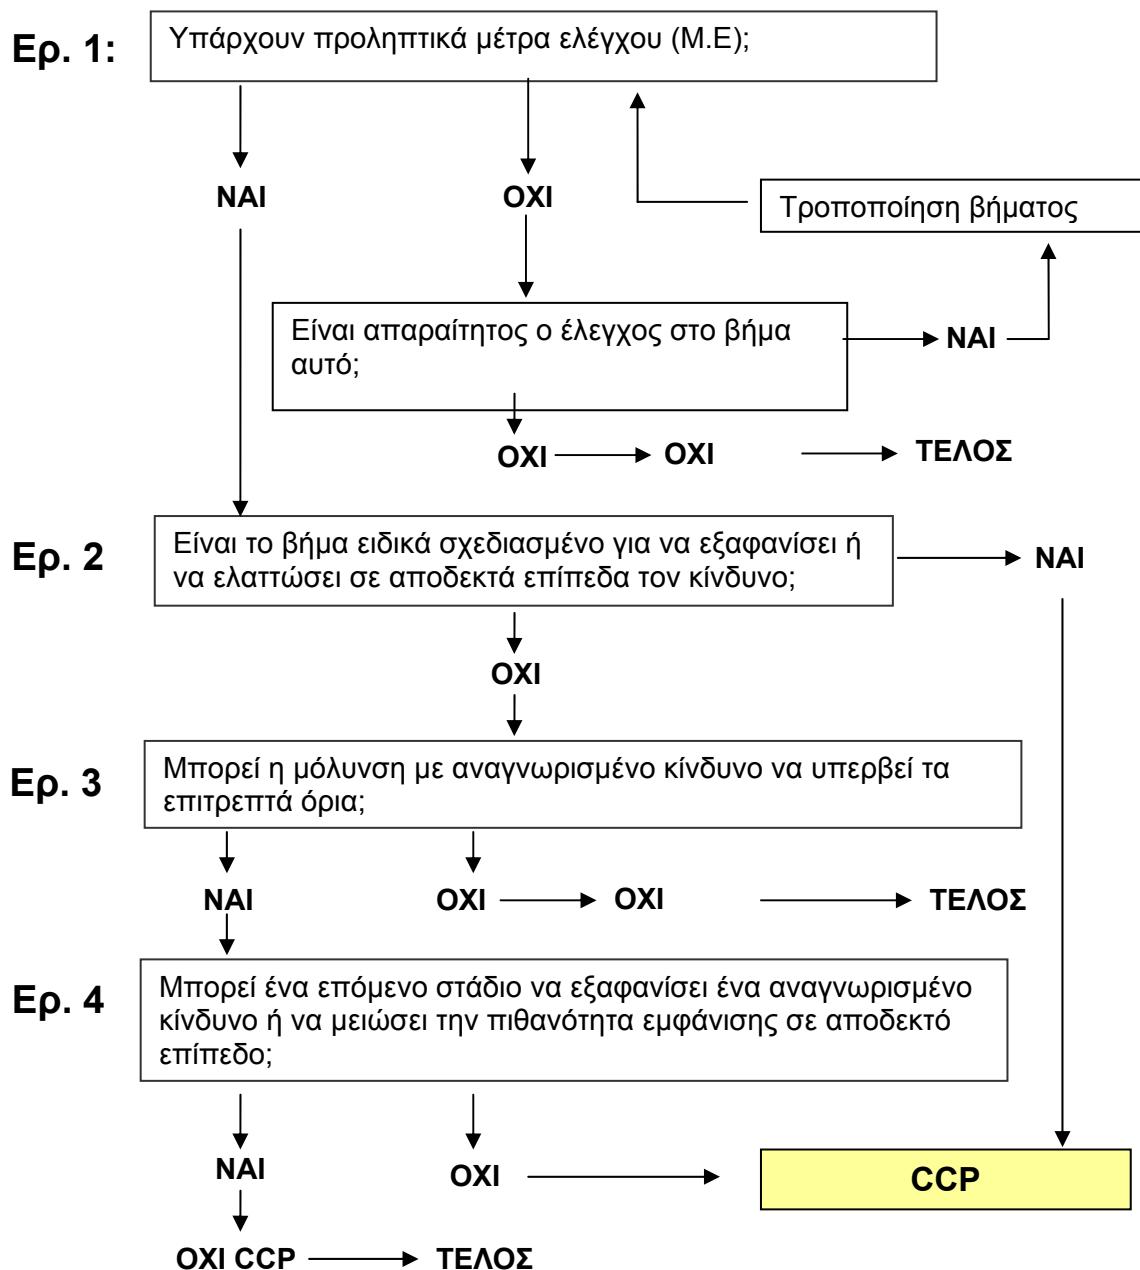 Ερ. 1:
Υπάρχουν προληπτικά μέτρα ελέγχου (Μ.Ε);
ΝΑΙ
ΟΧΙ
Τροποποίηση βήματος
Είναι απαραίτητος ο έλεγχος στο βήμα
αυτό;
ΝΑΙ
ΟΧΙ
ΟΧΙ
ΤΕΛΟΣ
Ερ. 2
Είναι το βήμα ειδικά σχεδιασμένο για να εξαφανίσει ή
να ελαττώσει σε αποδεκτά επίπεδα τον κίνδυνο;
ΝΑΙ
ΟΧΙ
Ερ. 3
Μπορεί η μόλυνση με αναγνωρισμένο κίνδυνο να υπερβεί τα
επιτρεπτά όρια;
ΝΑΙ
ΟΧΙ
ΟΧΙ
ΤΕΛΟΣ
Ερ. 4
Μπορεί ένα επόμενο στάδιο να εξαφανίσει ένα αναγνωρισμένο
κίνδυνο ή να μειώσει την πιθανότητα εμφάνισης σε αποδεκτό
επίπεδο;
ΝΑΙ
ΟΧΙ
CCP
ΟΧΙ CCP
ΤΕΛΟΣ